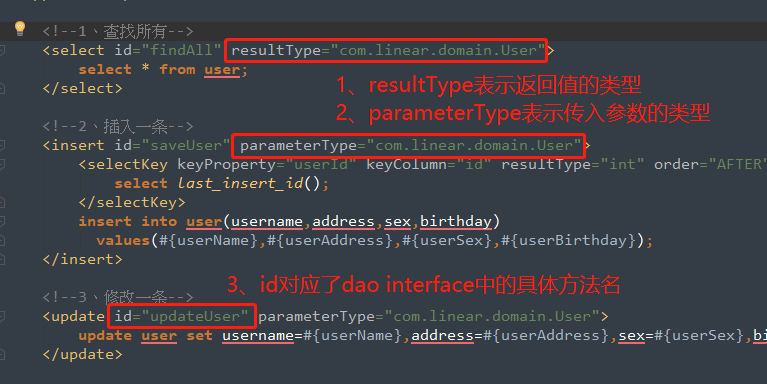 <!--1、查找所有-->
<select id="findAll" resultType="com.linear.domain.User">
select * from user;
</select>
1、resultType表示返回值的类型
2、parameterType表示传入参数的类型
<!--2、插入一条-->
<insert id="saveUser" parameterType="com.linear.domain.User">
<selectKey keyProperty="userId" keyColumn="id" resultType="int" order="AFTER"
select last_insert_id();
</selectKey>
insert into user(username,address,sex,birthday)
values(#{userName},#{userAddress},#{userSex},#{userBirthday});
</insert>
3、id对应了dao interface中的具体方法名
<!--3、修改一条-->
<update id="updateUser" parameterType="com.linear.domain.User">
update user set username=#{userName},address=#{userAddress},sex=#{userSex},bi
</update>